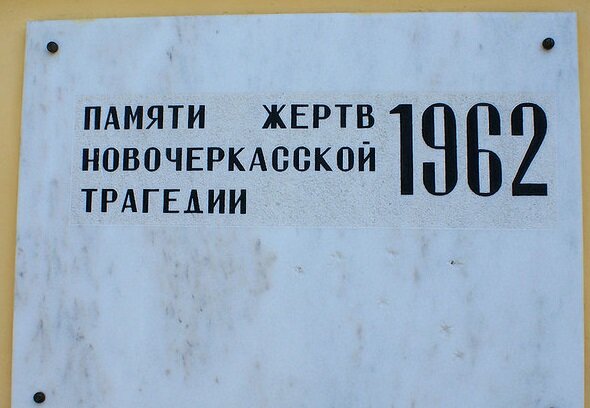 ПАМЯТИ ЖЕРТВ 1962
НОВОЧЕРКАССКОЙ
ТРАГЕДИИ